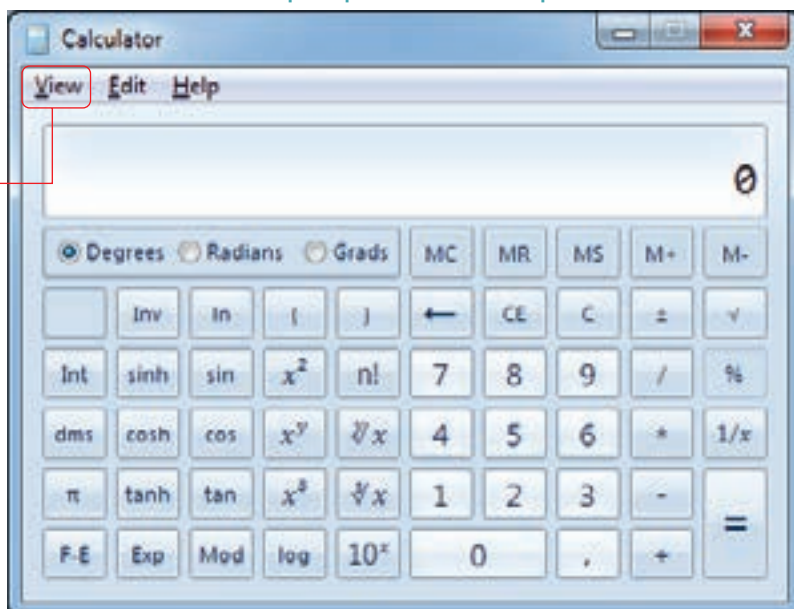 Calculator
View Edit Help
0
Degrees Radians Grads MC MR MS M+ M-
Inv ln ( ) ← CE C ± √
Int sinh sin x² n! 7 8 9 / %
dms cosh cos xʸ ʸ√x 4 5 6 * 1/x
π tanh tan x³ ³√x 1 2 3 - =
F-E Exp Mod log 10ˣ 0 , +